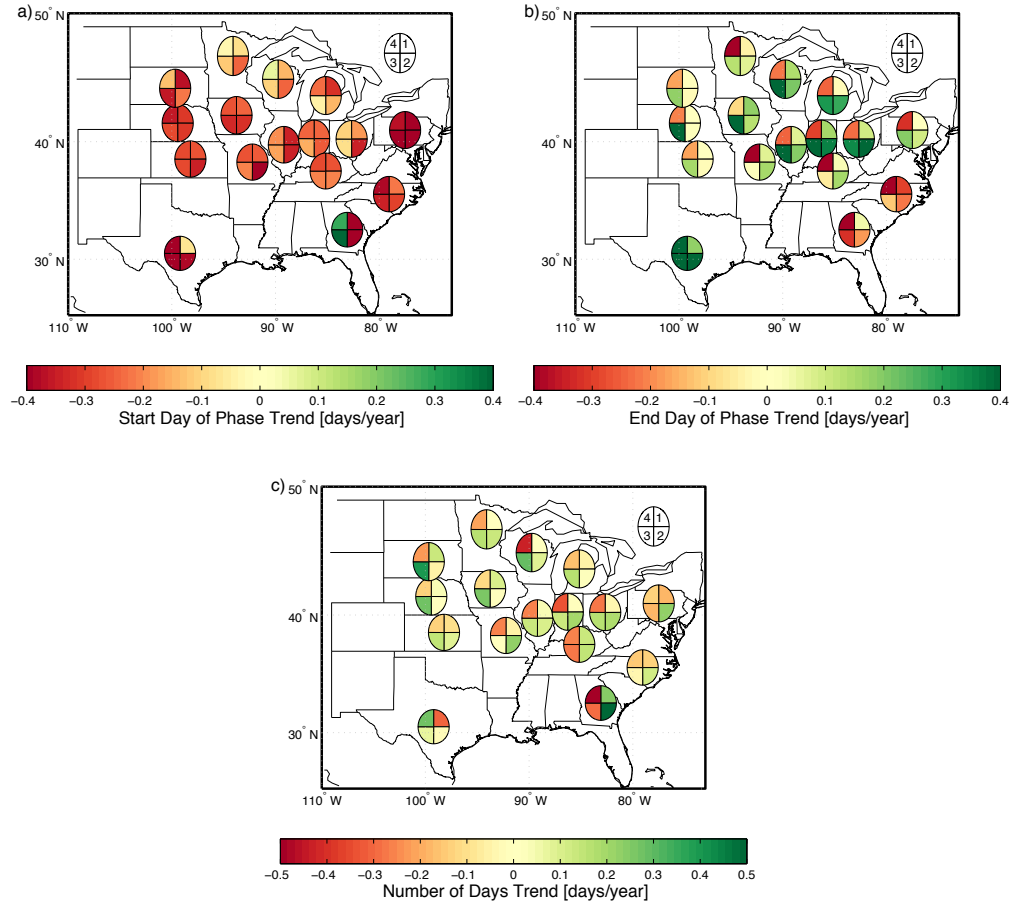 a) 50° N
b) 50° N
4 1
3 2
4 1
3 2
40° N
40° N
30° N
30° N
110° W 100° W 90° W 80° W
110° W 100° W 90° W 80° W
−0.4 −0.3 −0.2 −0.1 0 0.1 0.2 0.3 0.4
Start Day of Phase Trend [days/year]
−0.4 −0.3 −0.2 −0.1 0 0.1 0.2 0.3 0.4
End Day of Phase Trend [days/year]
c) 50° N
4 1
3 2
40° N
30° N
110° W 100° W 90° W 80° W
−0.5 −0.4 −0.3 −0.2 −0.1 0 0.1 0.2 0.3 0.4 0.5
Number of Days Trend [days/year]